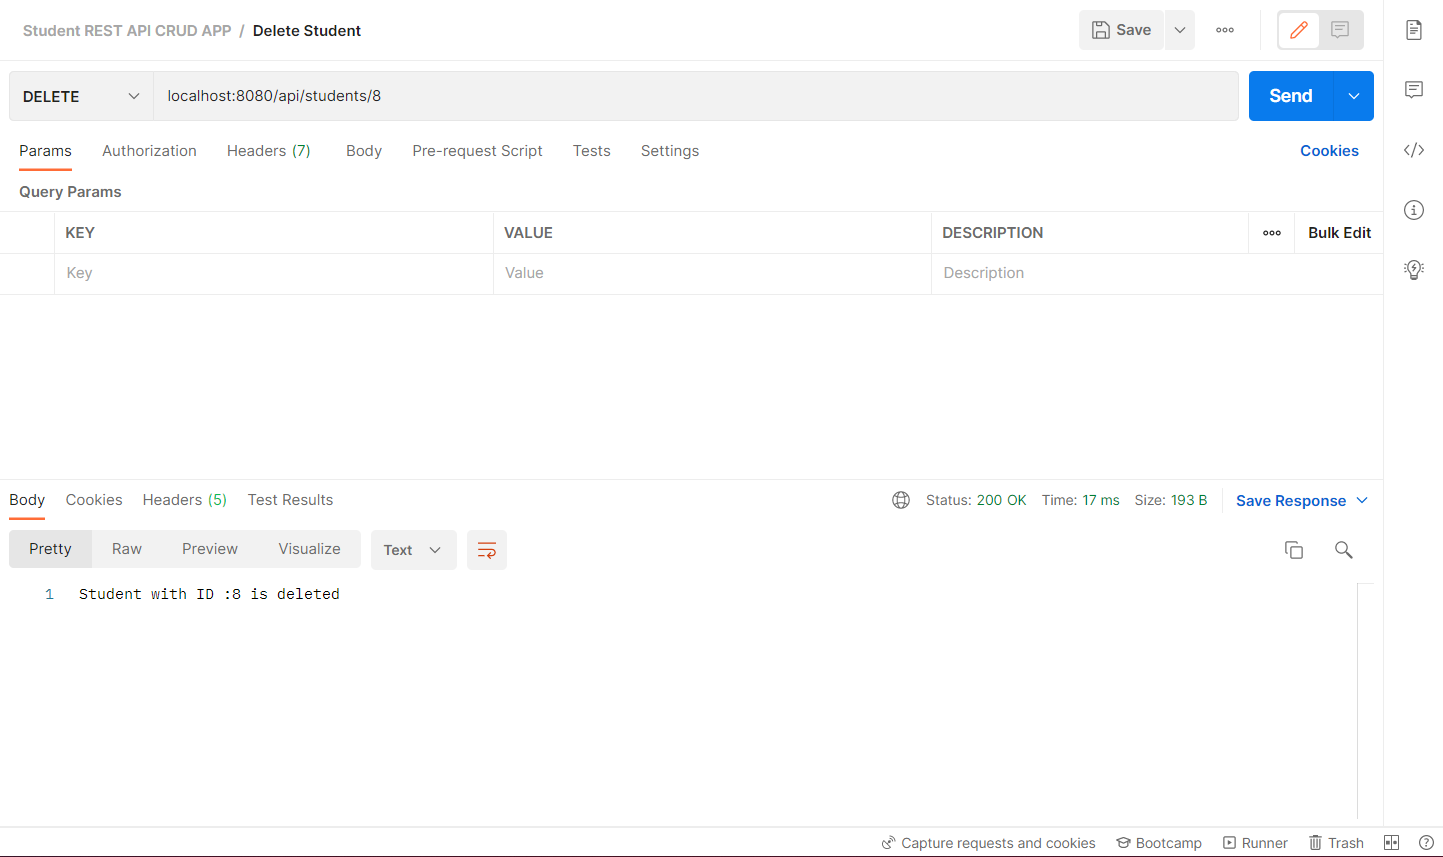 Student REST API CRUD APP / Delete Student
Save
DELETE
localhost:8080/api/students/8
Send
Params Authorization Headers (7) Body Pre-request Script Tests Settings Cookies
Query Params
KEY VALUE DESCRIPTION Bulk Edit
Key Value Description
Body Cookies Headers (5) Test Results Status: 200 OK Time: 17 ms Size: 193 B Save Response
Pretty Raw Preview Visualize Text
1 Student with ID :8 is deleted
Capture requests and cookies Bootcamp Runner Trash